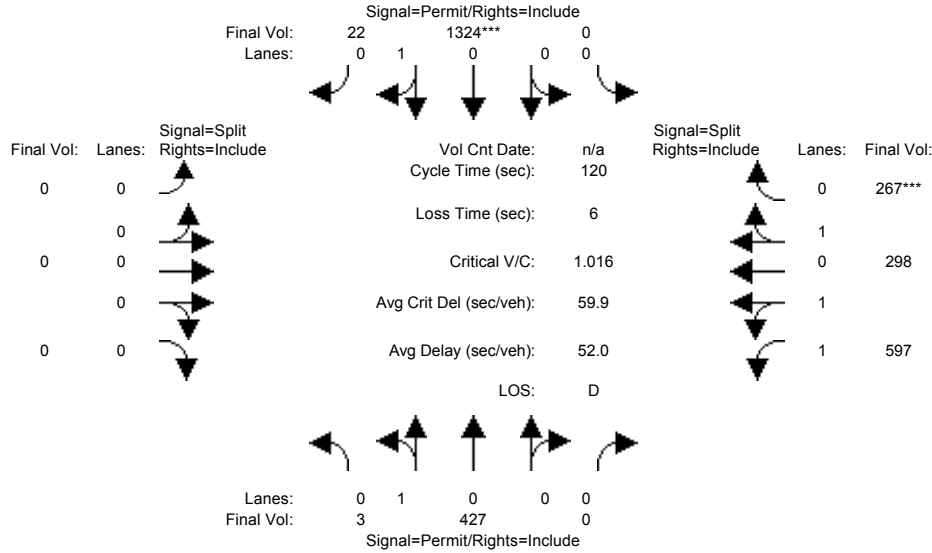 Signal=Permit/Rights=Include
Final Vol: 22 1324*** 0
Lanes: 0 1 0 0 0
Signal=Split Signal=Split
Final Vol: Lanes: Rights=Include Vol Cnt Date: n/a Rights=Include Lanes: Final Vol:
Cycle Time (sec): 120
0 0 0 267***
Loss Time (sec): 6
0 1
0 0 Critical V/C: 1.016 0 298
0 Avg Crit Del (sec/veh): 59.9 1
0 0 Avg Delay (sec/veh): 52.0 1 597
LOS: D
Lanes: 0 1 0 0 0
Final Vol: 3 427 0
Signal=Permit/Rights=Include